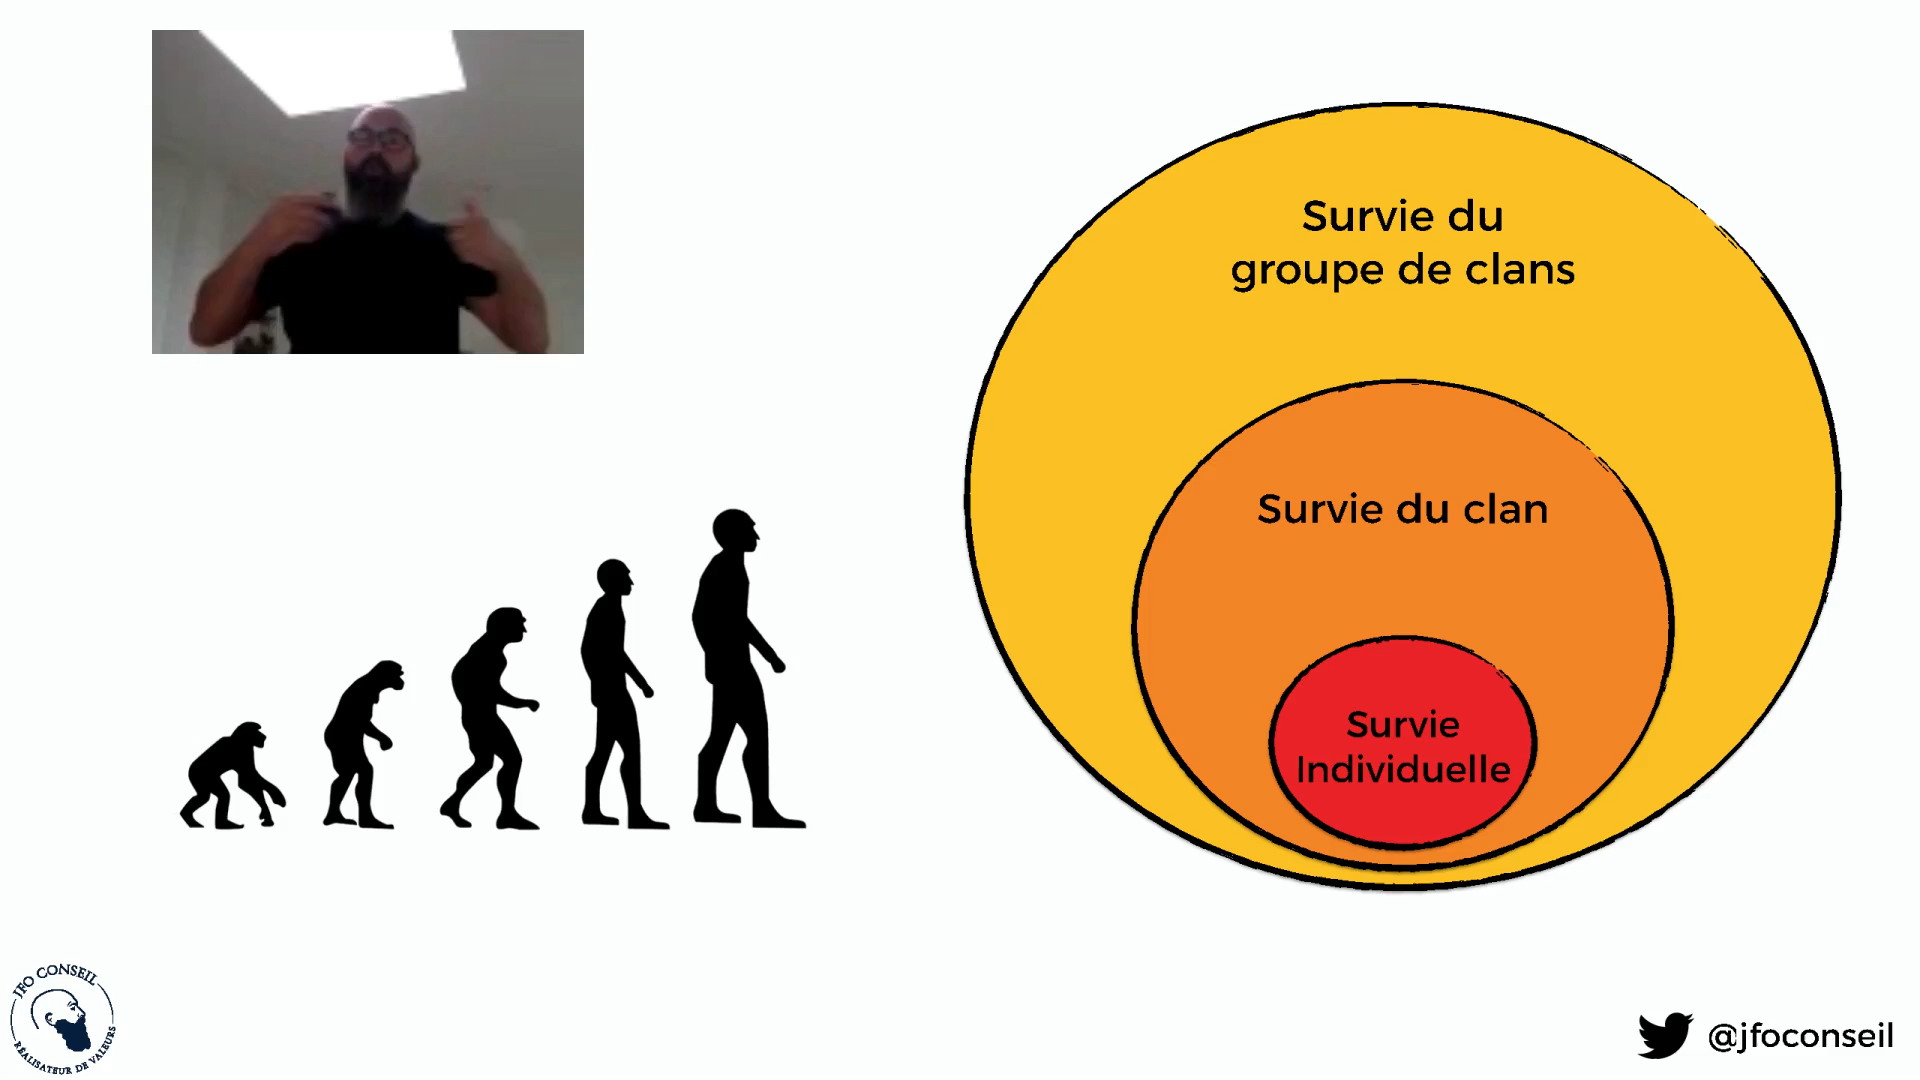 Survie du
groupe de clans
Survie du clan
Survie
Individuelle
JFO CONSEIL
RÉALISATEUR DE VALEURS
@jfoconseil